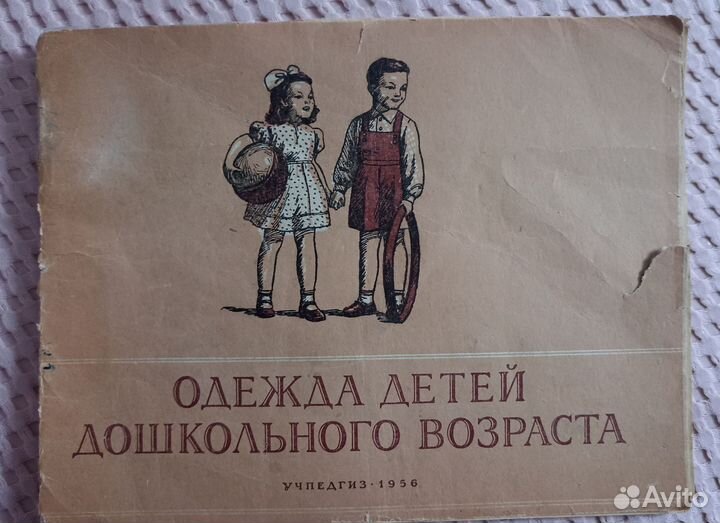 ОДЕЖДА ДЕТЕЙ
ДОШКОЛЬНОГО ВОЗРАСТА
УЧПЕДГИЗ · 1956
Avito